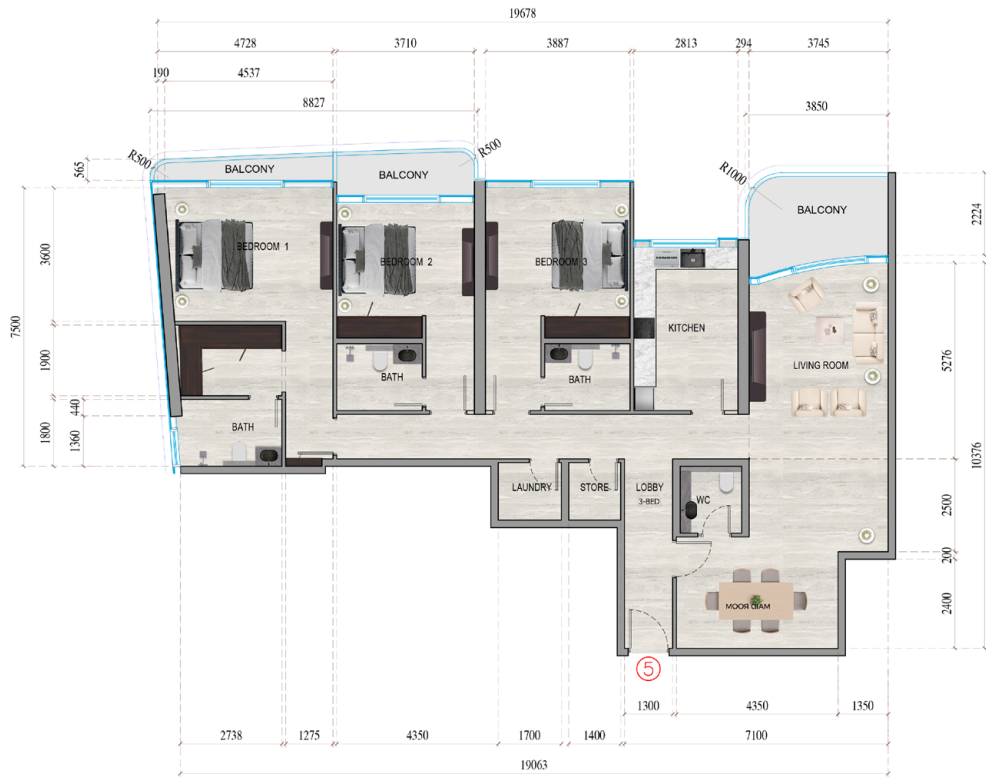 19678
4728 3710 3887 2813 294 3745
190 4537
8827 3850
R500 R500 R1000
565
BALCONY
BALCONY
BALCONY
2224
3600
BEDROOM 1
BEDROOM 2
BEDROOM 3
7500
KITCHEN
5276
1900
LIVING ROOM
BATH
BATH
440
1800
1360
BATH
10376
LAUNDRY STORE LOBBY
3-BED
WC
2500
200
2400
MAID ROOM
5
1300 4350 1350
2738 1275 4350 1700 1400 7100
19063